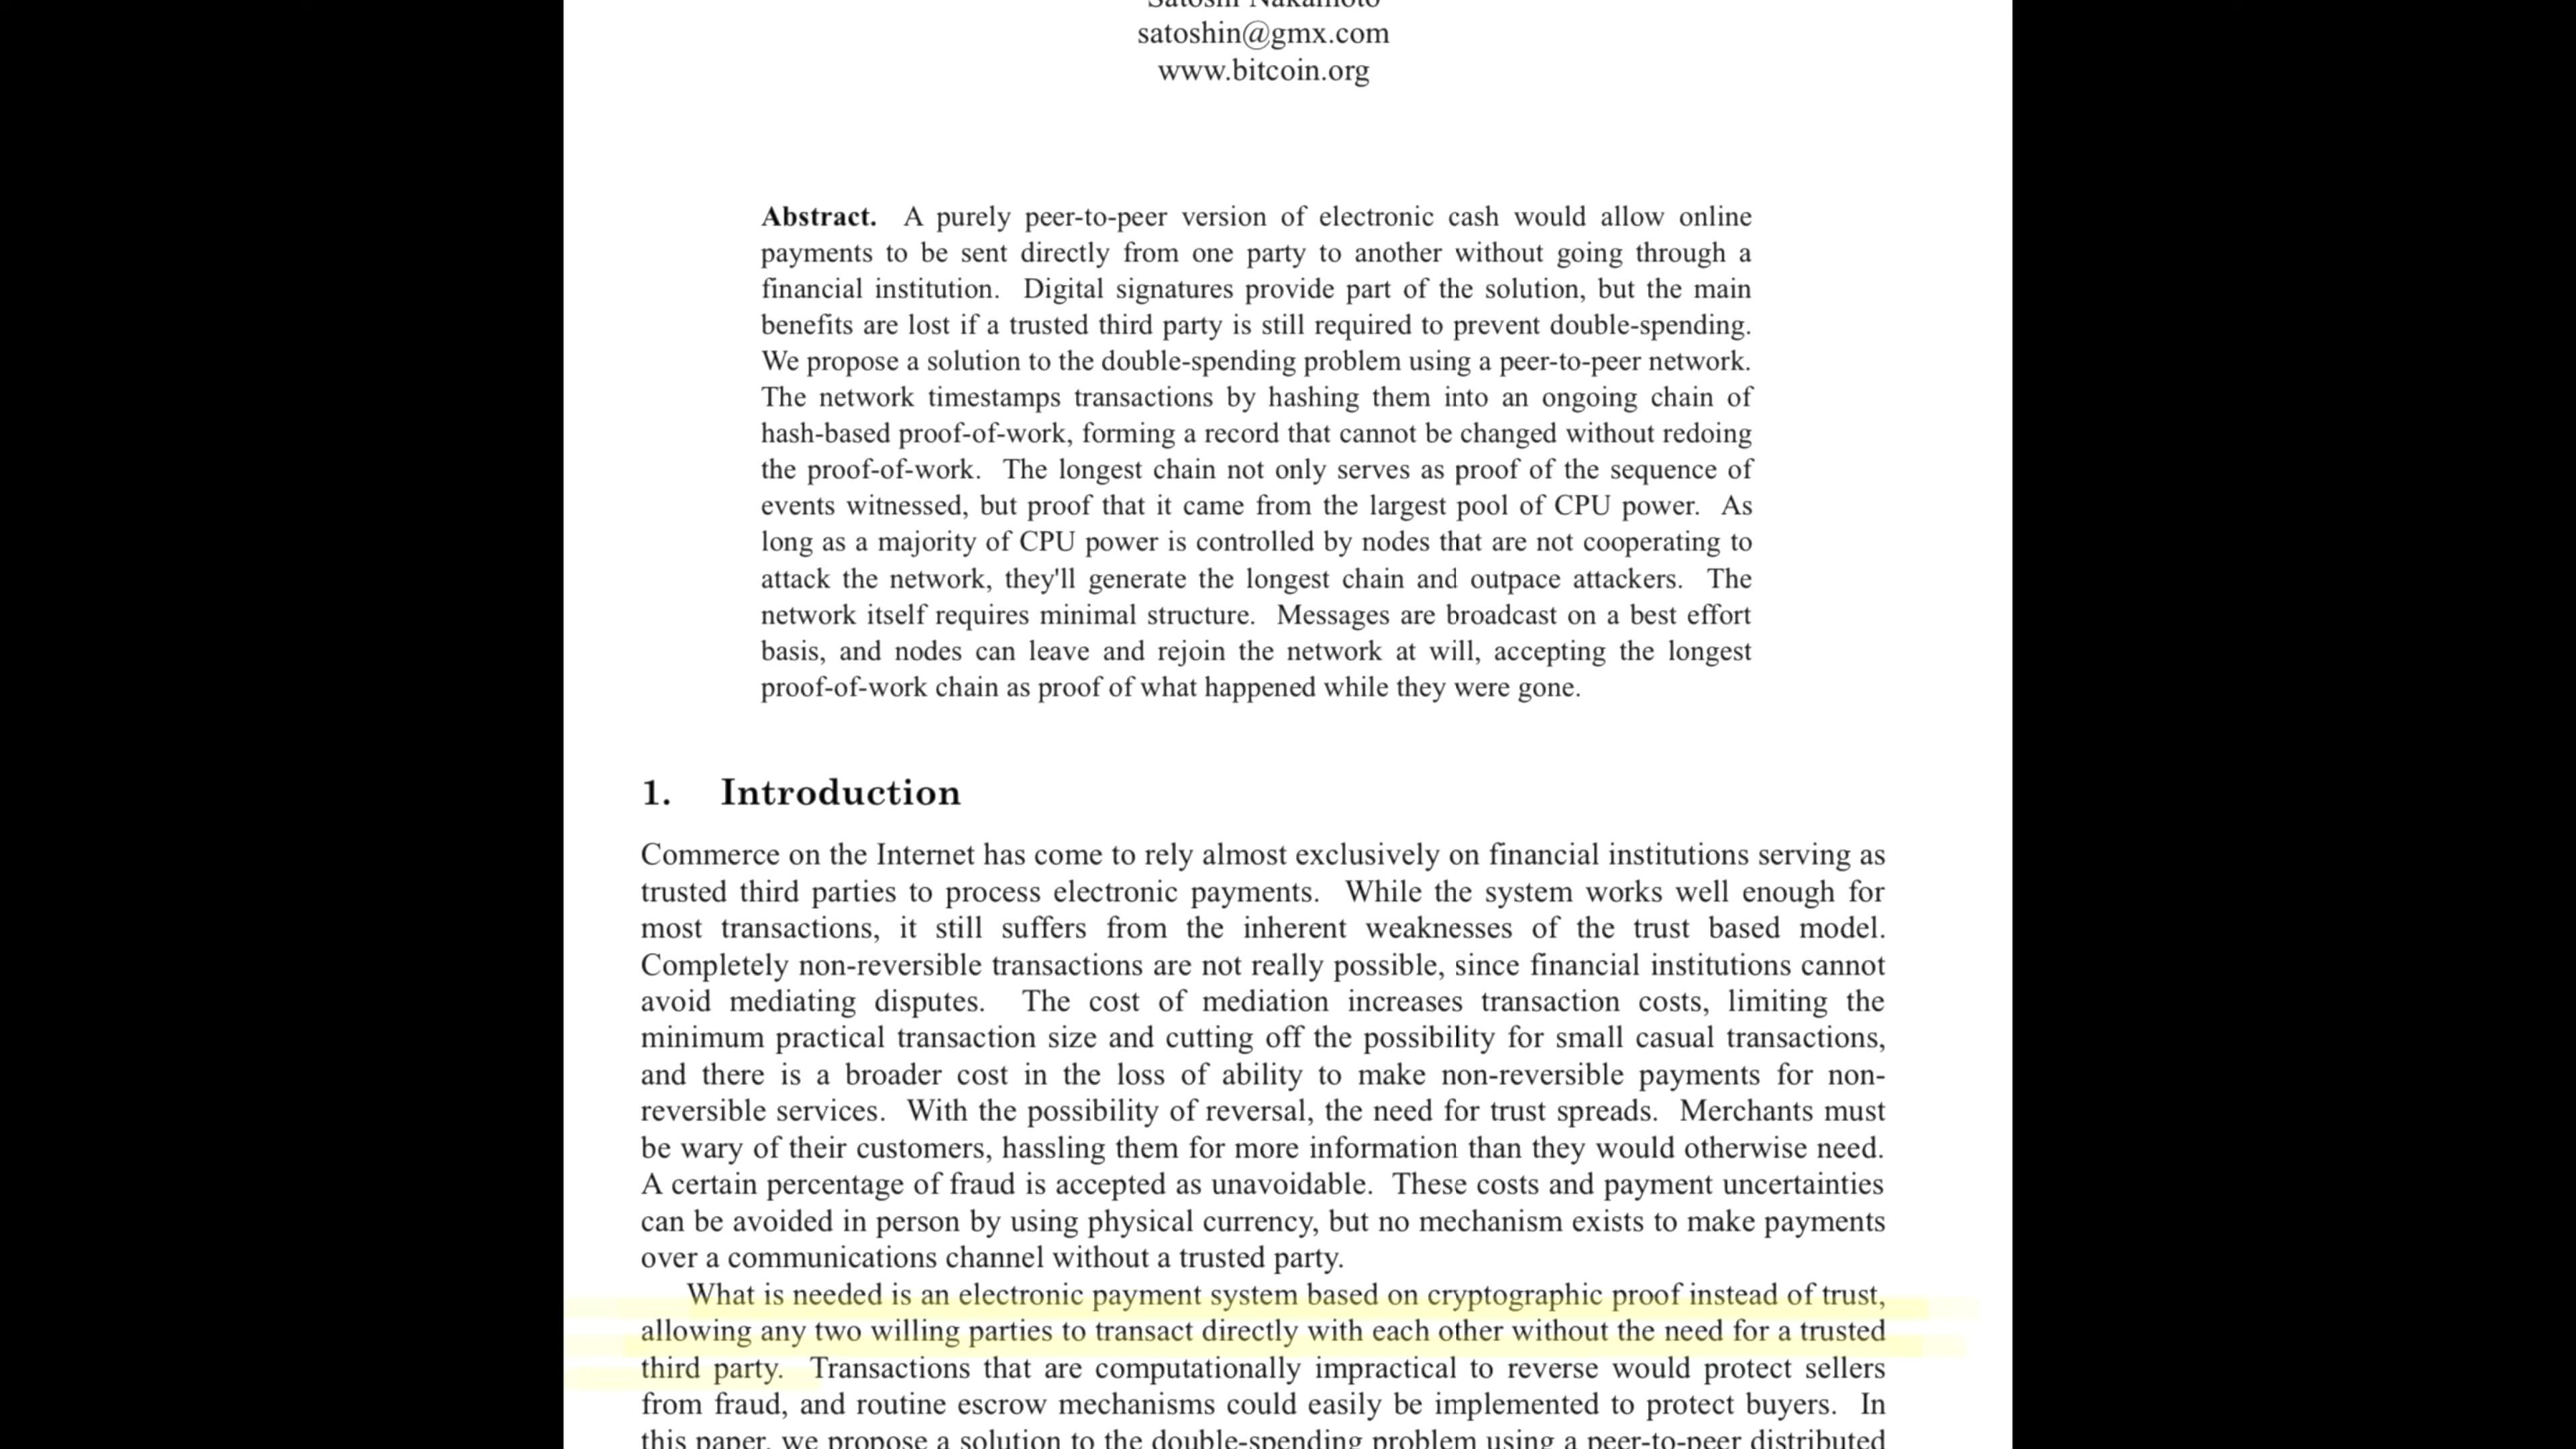 Satoshi Nakamoto
satoshin@gmx.com
www.bitcoin.org
Abstract. A purely peer-to-peer version of electronic cash would allow online
payments to be sent directly from one party to another without going through a
financial institution. Digital signatures provide part of the solution, but the main
benefits are lost if a trusted third party is still required to prevent double-spending.
We propose a solution to the double-spending problem using a peer-to-peer network.
The network timestamps transactions by hashing them into an ongoing chain of
hash-based proof-of-work, forming a record that cannot be changed without redoing
the proof-of-work. The longest chain not only serves as proof of the sequence of
events witnessed, but proof that it came from the largest pool of CPU power. As
long as a majority of CPU power is controlled by nodes that are not cooperating to
attack the network, they'll generate the longest chain and outpace attackers. The
network itself requires minimal structure. Messages are broadcast on a best effort
basis, and nodes can leave and rejoin the network at will, accepting the longest
proof-of-work chain as proof of what happened while they were gone.
1. Introduction
Commerce on the Internet has come to rely almost exclusively on financial institutions serving as
trusted third parties to process electronic payments. While the system works well enough for
most transactions, it still suffers from the inherent weaknesses of the trust based model.
Completely non-reversible transactions are not really possible, since financial institutions cannot
avoid mediating disputes. The cost of mediation increases transaction costs, limiting the
minimum practical transaction size and cutting off the possibility for small casual transactions,
and there is a broader cost in the loss of ability to make non-reversible payments for non-
reversible services. With the possibility of reversal, the need for trust spreads. Merchants must
be wary of their customers, hassling them for more information than they would otherwise need.
A certain percentage of fraud is accepted as unavoidable. These costs and payment uncertainties
can be avoided in person by using physical currency, but no mechanism exists to make payments
over a communications channel without a trusted party.
What is needed is an electronic payment system based on cryptographic proof instead of trust,
allowing any two willing parties to transact directly with each other without the need for a trusted
third party. Transactions that are computationally impractical to reverse would protect sellers
from fraud, and routine escrow mechanisms could easily be implemented to protect buyers. In
this paper, we propose a solution to the double-spending problem using a peer-to-peer distributed